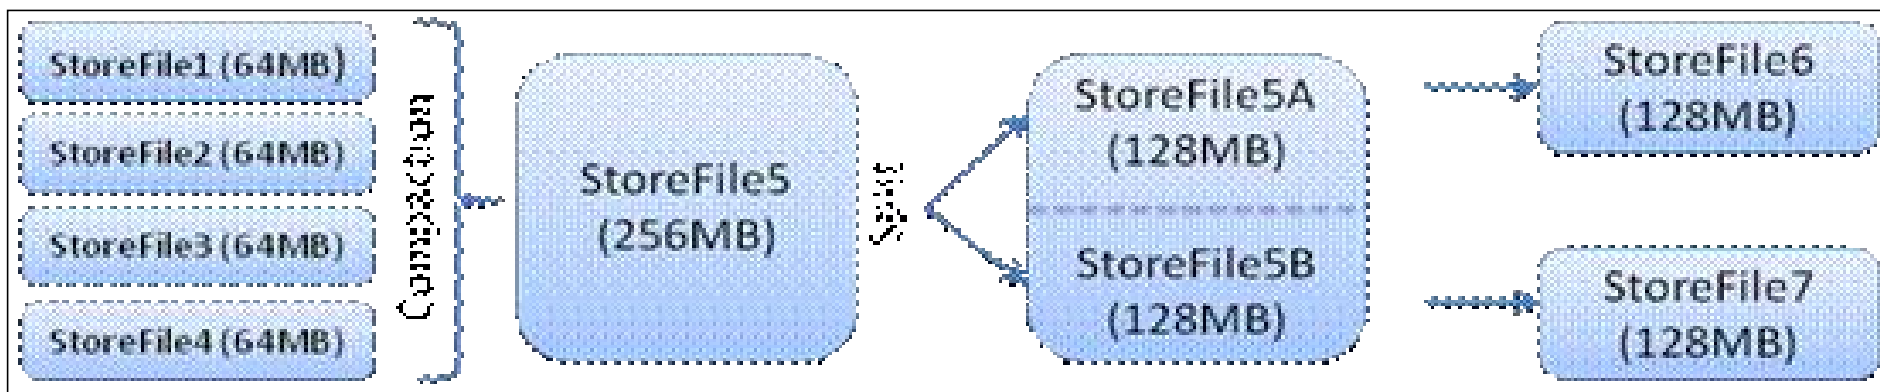 StoreFile1 (64MB)
StoreFile2 (64MB)
StoreFile3 (64MB)
StoreFile4 (64MB)
Compaction
StoreFile5
(256MB)
Split
StoreFile5A
(128MB)
StoreFile5B
(128MB)
StoreFile6
(128MB)
StoreFile7
(128MB)